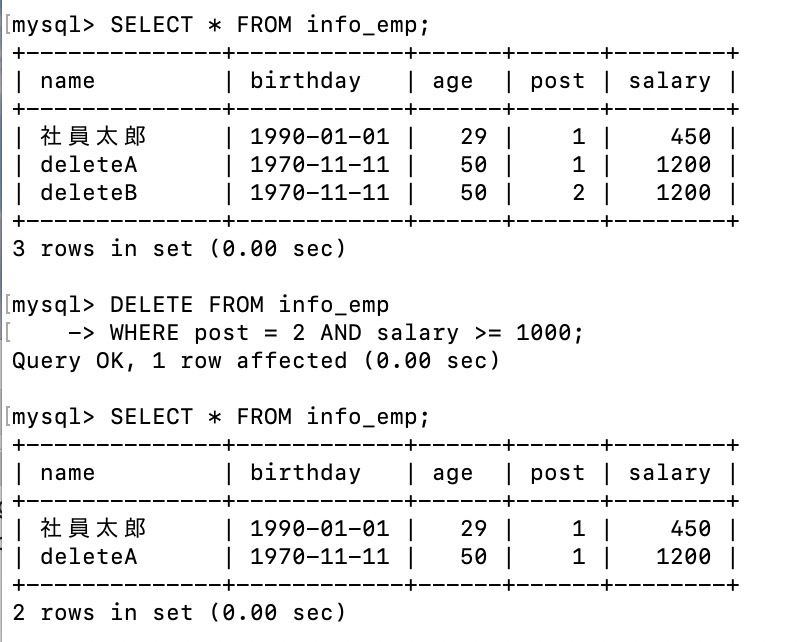 mysql> SELECT * FROM info_emp;
+---------------+-------------+------+------+--------+
| name          | birthday    | age  | post | salary |
+---------------+-------------+------+------+--------+
| 社員太郎      | 1990-01-01  |   29 |    1 |    450 |
| deleteA       | 1970-11-11  |   50 |    1 |   1200 |
| deleteB       | 1970-11-11  |   50 |    2 |   1200 |
+---------------+-------------+------+------+--------+
3 rows in set (0.00 sec)

mysql> DELETE FROM info_emp
    -> WHERE post = 2 AND salary >= 1000;
Query OK, 1 row affected (0.00 sec)

mysql> SELECT * FROM info_emp;
+---------------+-------------+------+------+--------+
| name          | birthday    | age  | post | salary |
+---------------+-------------+------+------+--------+
| 社員太郎      | 1990-01-01  |   29 |    1 |    450 |
| deleteA       | 1970-11-11  |   50 |    1 |   1200 |
+---------------+-------------+------+------+--------+
2 rows in set (0.00 sec)